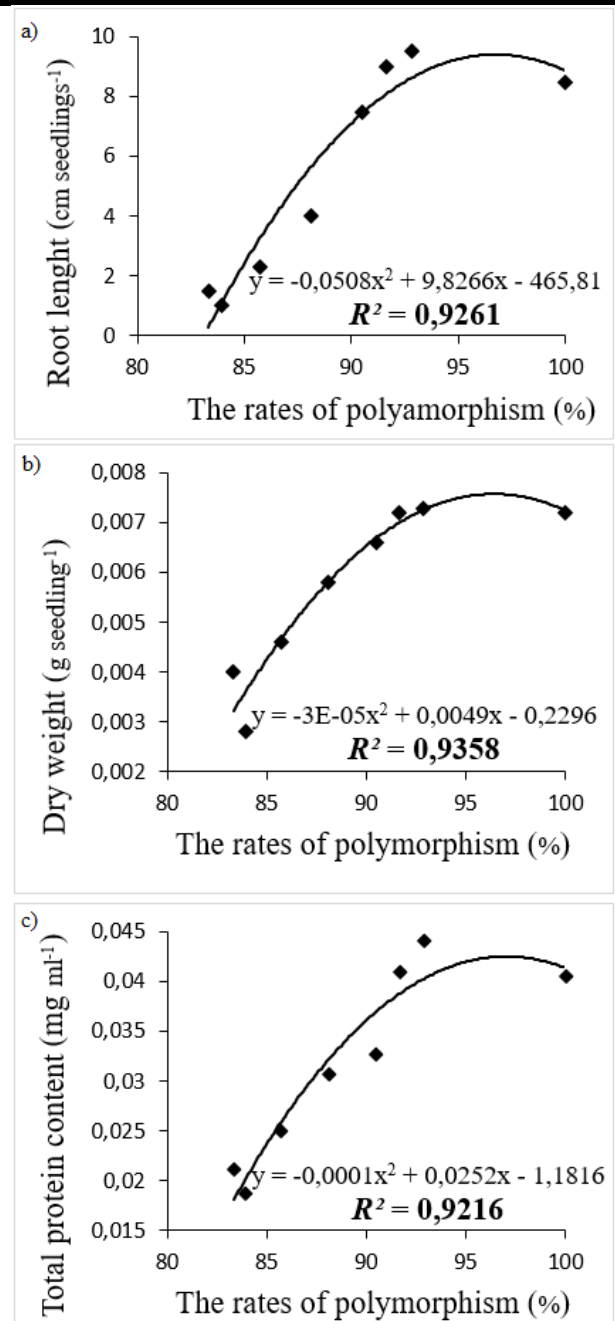 a)
10
8
6
4
2
0
Root lenght (cm seedlings⁻¹)
y = -0,0508x² + 9,8266x - 465,81
R² = 0,9261
80 85 90 95 100
The rates of polyamorphism (%)
b)
0,008
0,007
0,006
0,005
0,004
0,003
0,002
Dry weight (g seedling⁻¹)
y = -3E-05x² + 0,0049x - 0,2296
R² = 0,9358
80 85 90 95 100
The rates of polymorphism (%)
c)
0,045
0,04
0,035
0,03
0,025
0,02
0,015
Total protein content (mg ml⁻¹)
y = -0,0001x² + 0,0252x - 1,1816
R² = 0,9216
80 85 90 95 100
The rates of polymorphism (%)